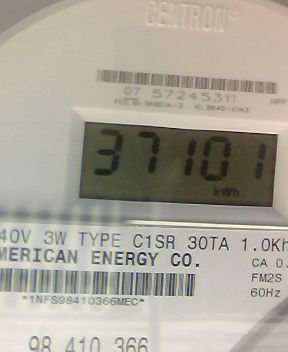 CENTRON®
07 57245311
37101
kWh
40V 3W TYPE C1SR 30TA 1.0Kh
MERICAN ENERGY CO.
CA 0.
FM2S
60Hz
*1NFS98410366MEC*
98 410 366